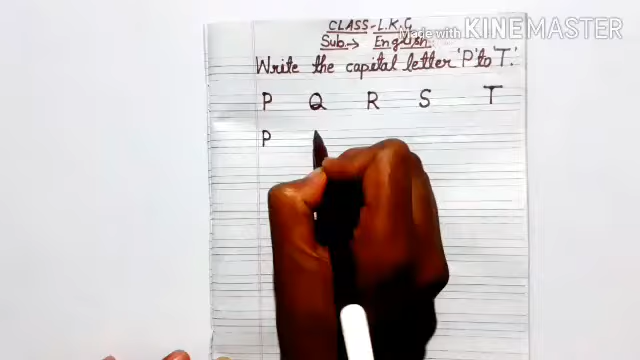 CLASS-L.K.G
Made with KINEMASTER
Sub.→ English
Write the capital letter 'P' to 'T'.
P Q R S T
P